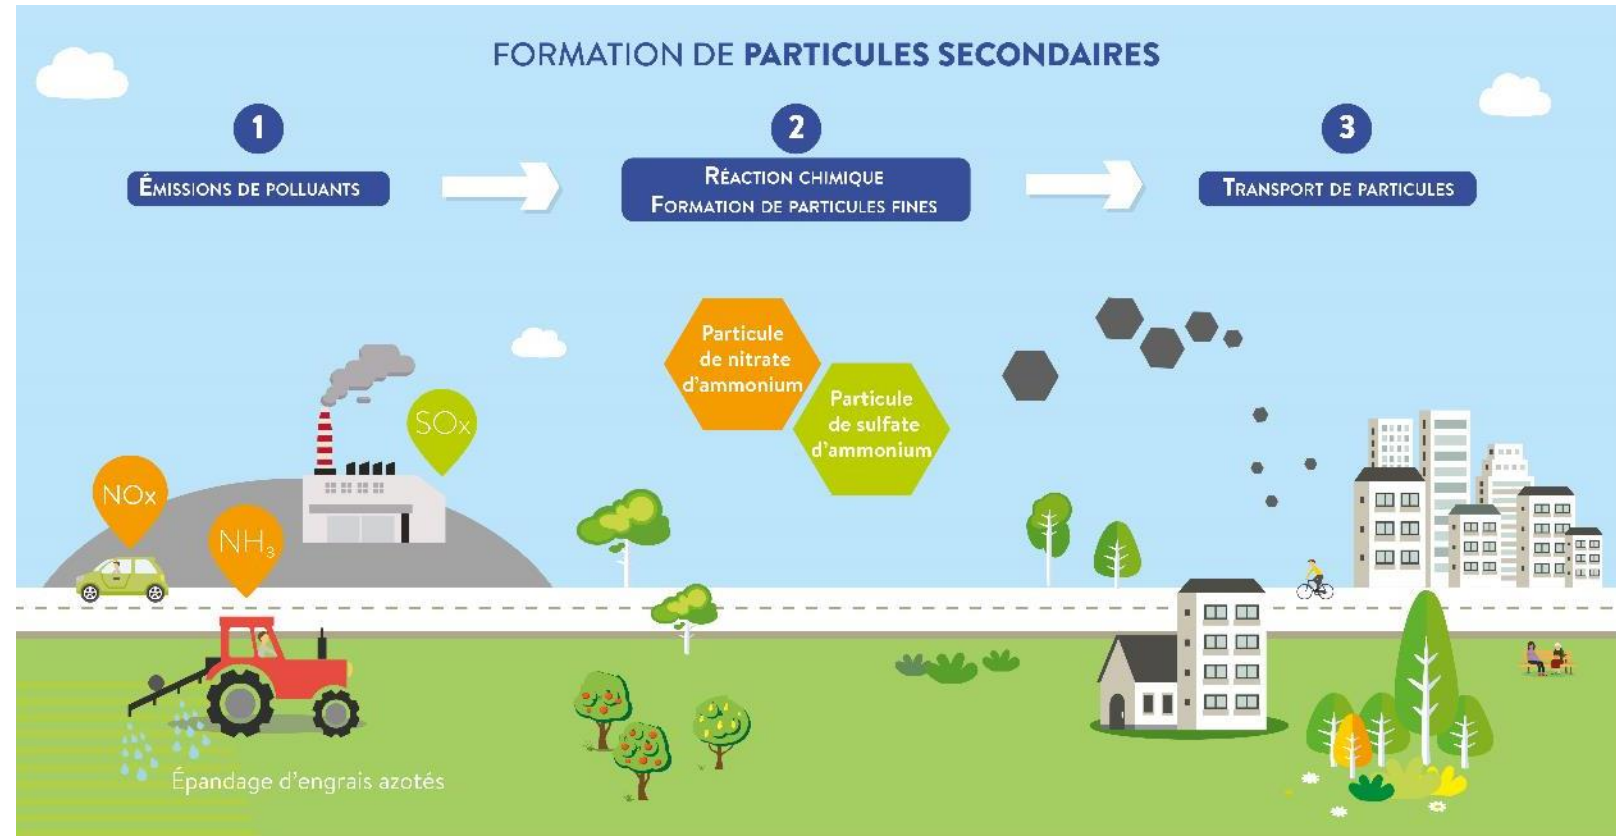 FORMATION DE PARTICULES SECONDAIRES
1
ÉMISSIONS DE POLLUANTS
2
RÉACTION CHIMIQUE
FORMATION DE PARTICULES FINES
3
TRANSPORT DE PARTICULES
Particule
de nitrate
d'ammonium
Particule
de sulfate
d'ammonium
SOx
NOx
NH₃
Épandage d'engrais azotés